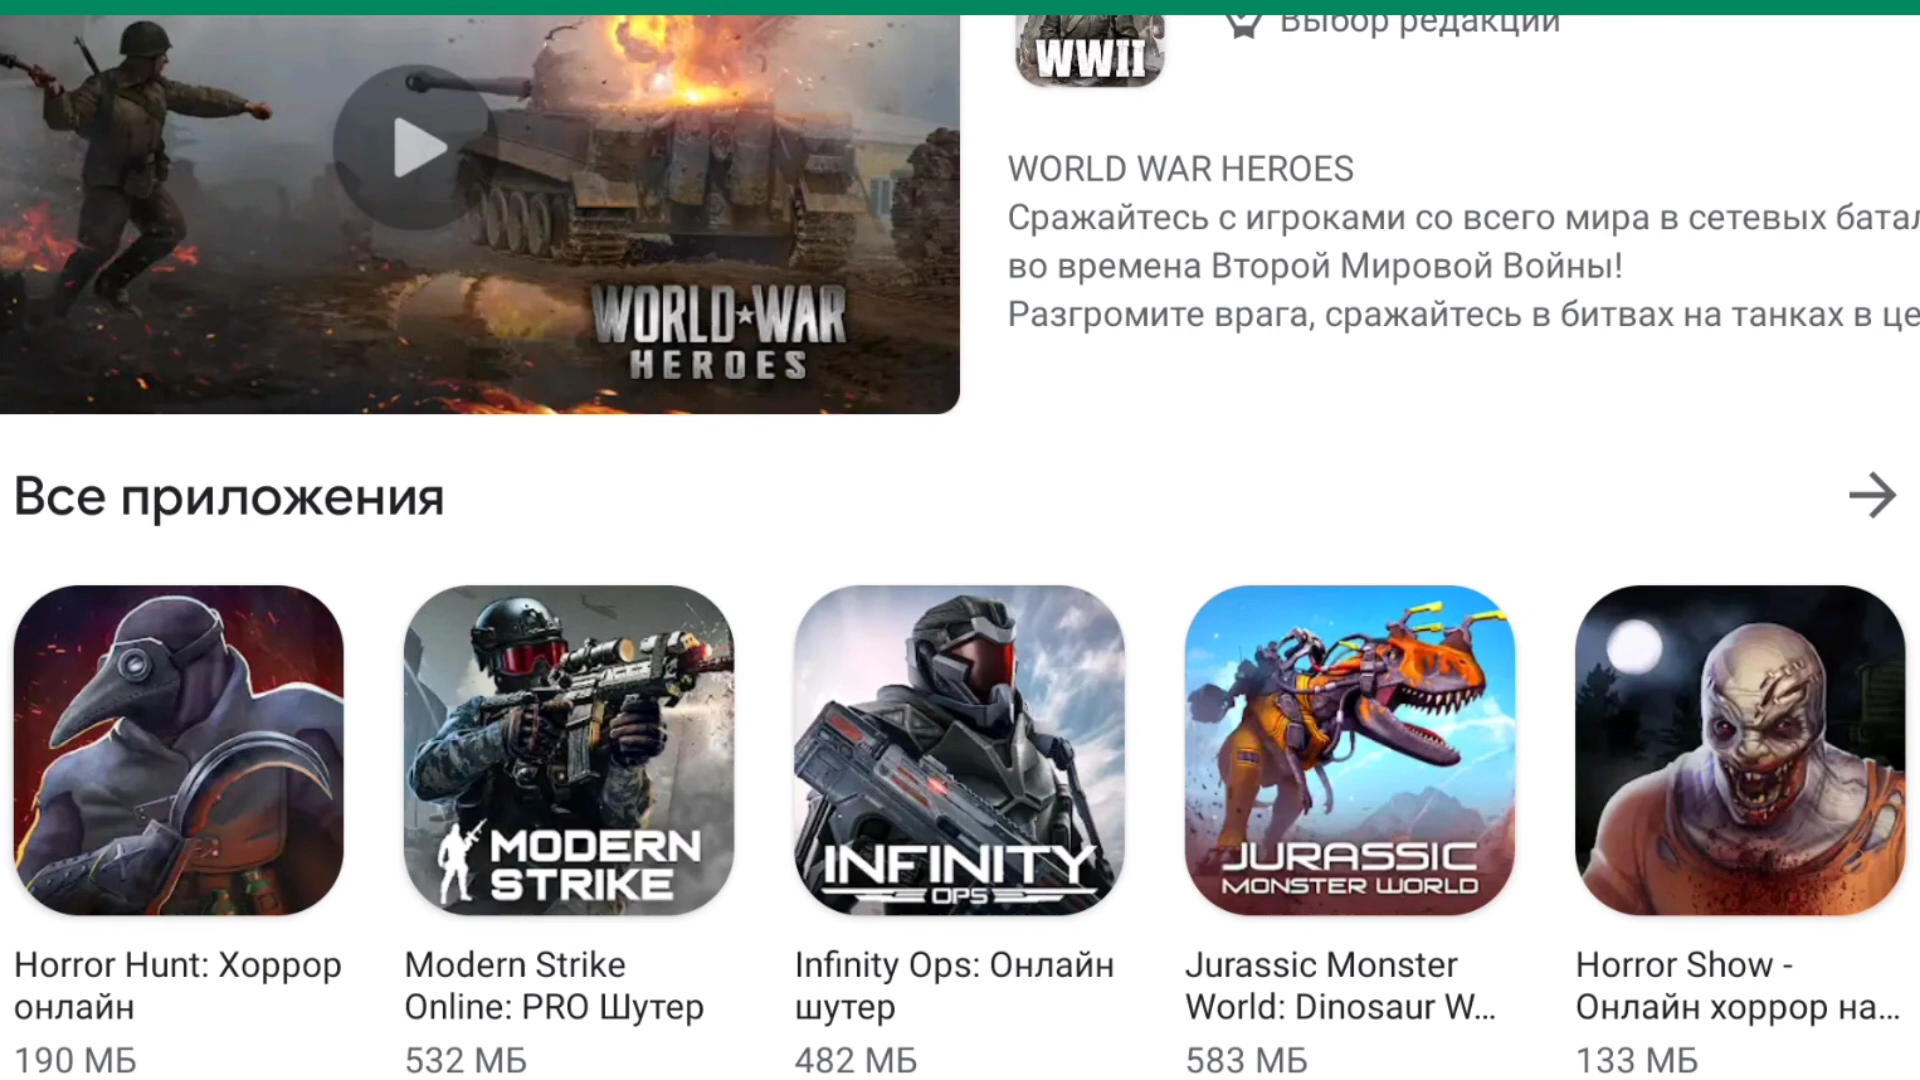 Выбор редакции
WWII
WORLD WAR HEROES
Сражайтесь с игроками со всего мира в сетевых батал
во времена Второй Мировой Войны!
Разгромите врага, сражайтесь в битвах на танках в це
WORLD WAR
HEROES
Все приложения
MODERN
STRIKE
INFINITY
OPS
JURASSIC
MONSTER WORLD
Horror Hunt: Хоррор
онлайн
190 МБ
Modern Strike
Online: PRO Шутер
532 МБ
Infinity Ops: Онлайн
шутер
482 МБ
Jurassic Monster
World: Dinosaur W...
583 МБ
Horror Show -
Онлайн хоррор на...
133 МБ